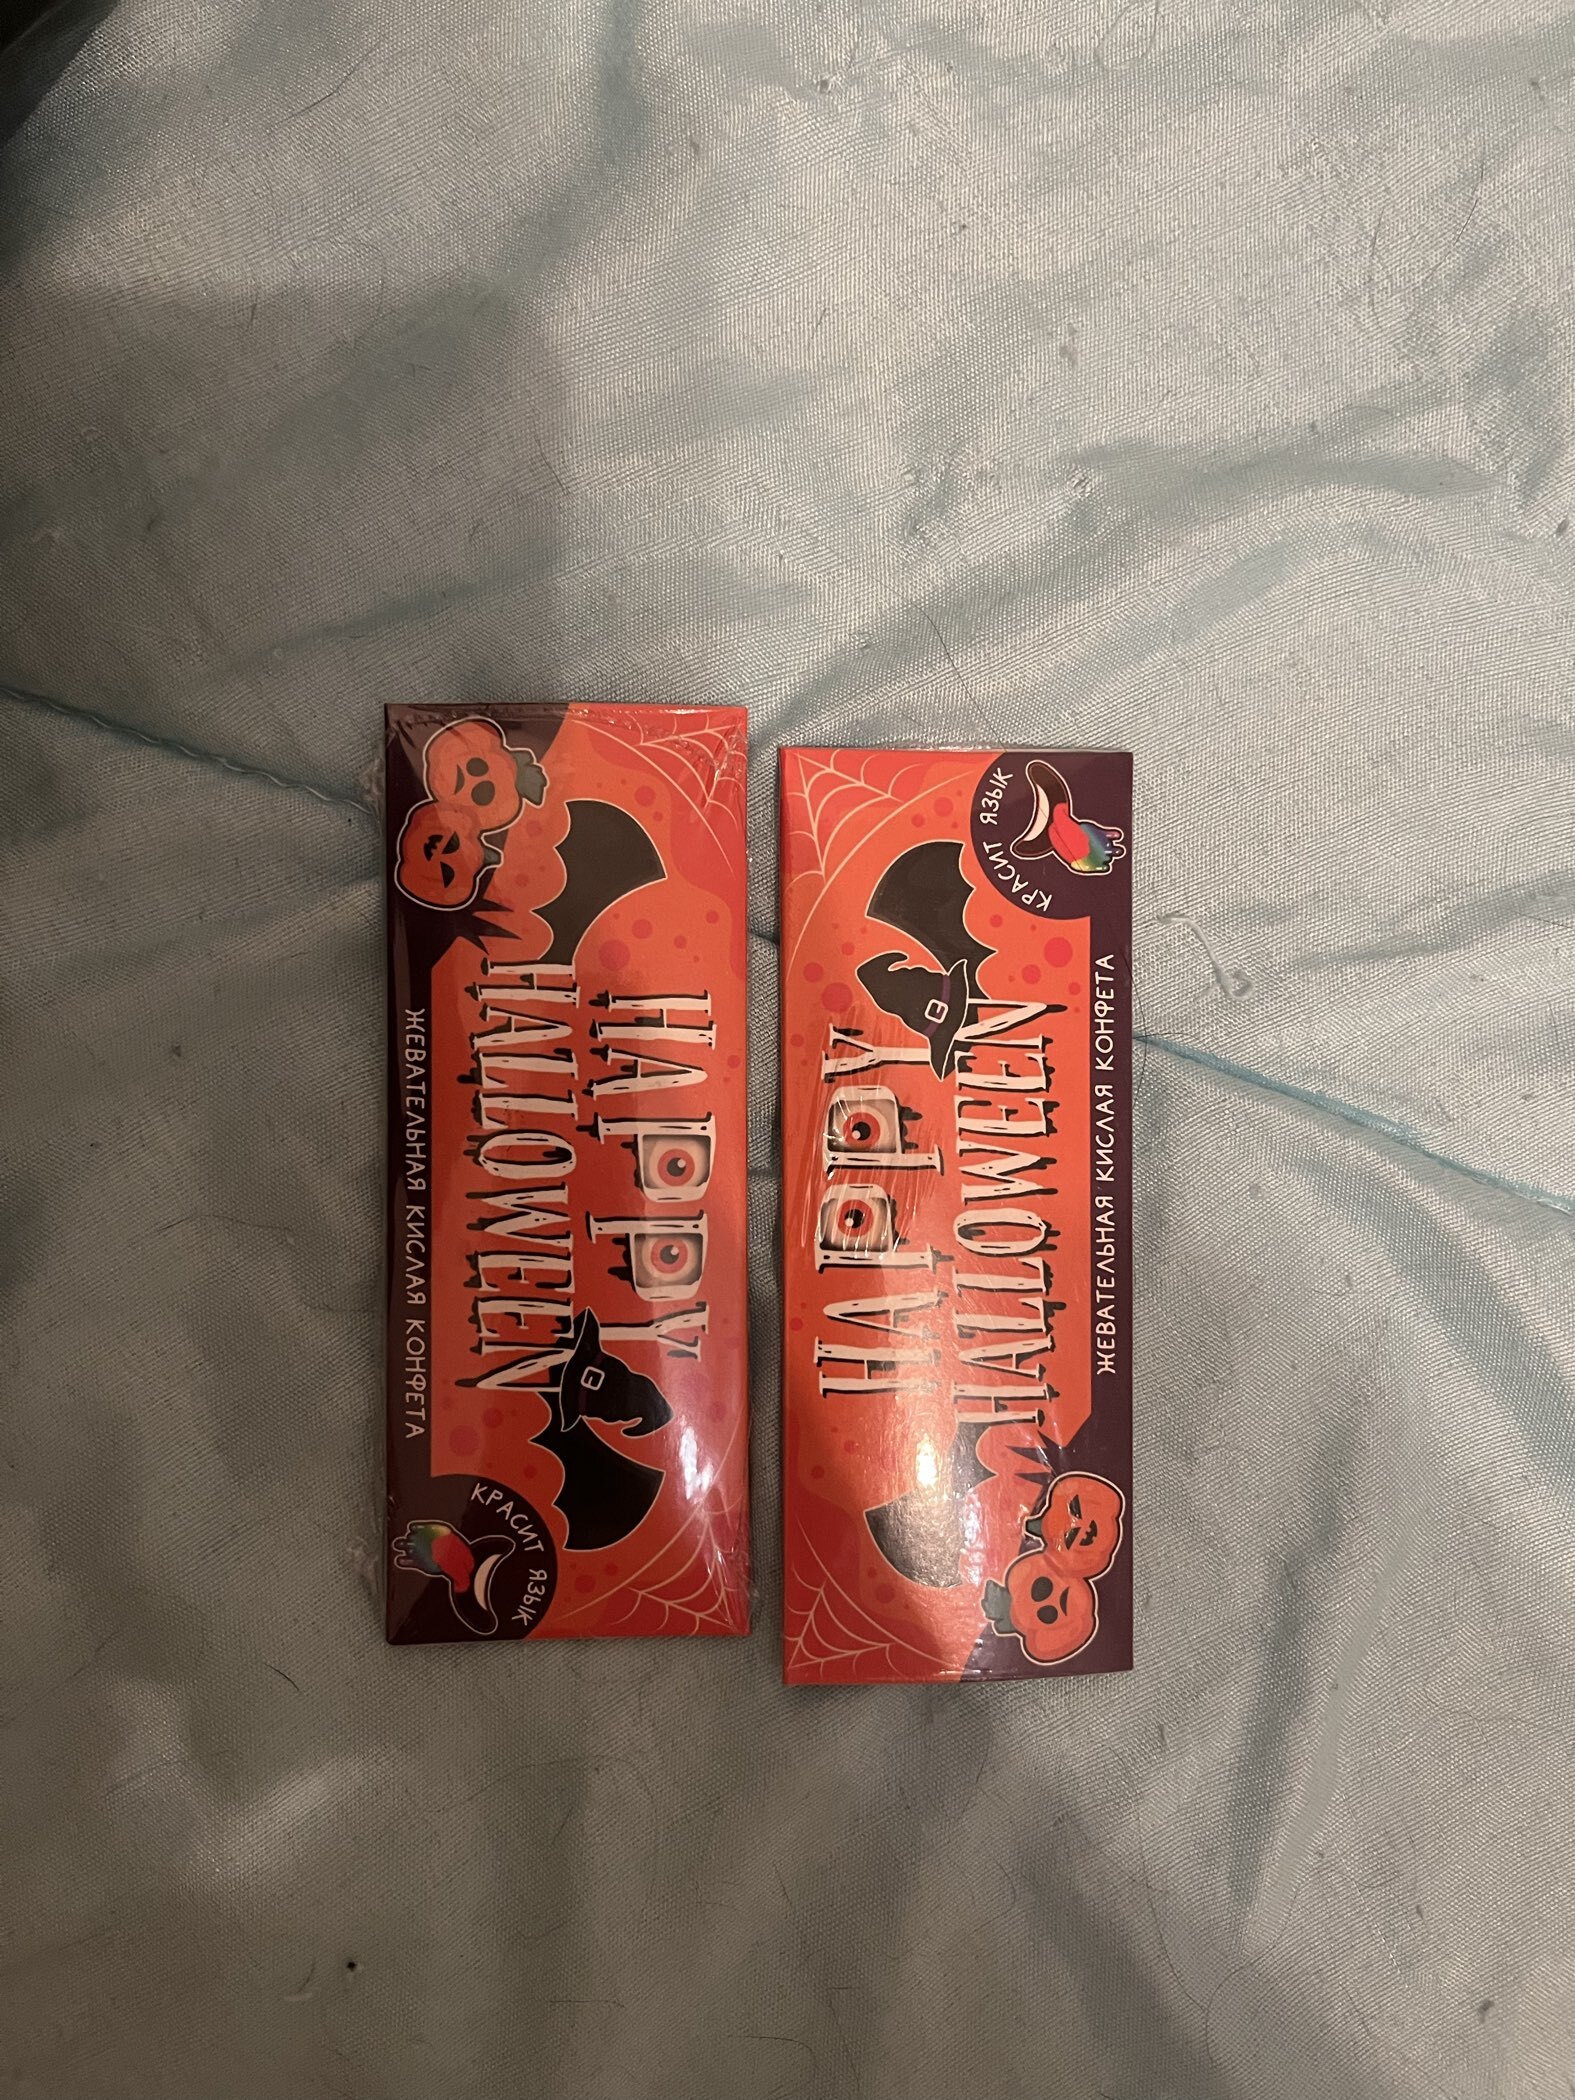 HAPPY
HALLOWEEN
ЖЕВАТЕЛЬНАЯ КИСЛАЯ КОНФЕТА
КРАСИТ ЯЗЫК
HAPPY
HALLOWEEN
ЖЕВАТЕЛЬНАЯ КИСЛАЯ КОНФЕТА
КРАСИТ ЯЗЫК